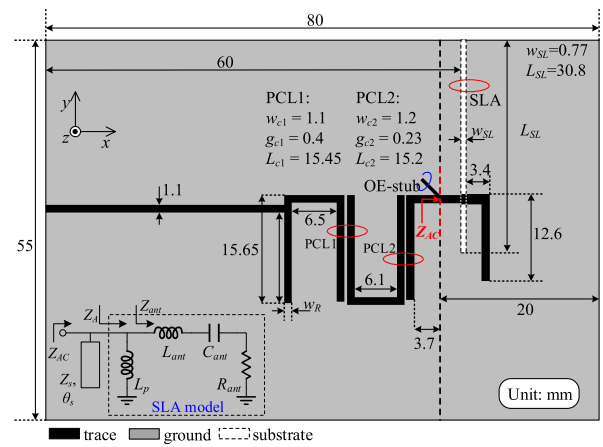 80
60
w_SL=0.77
L_SL=30.8
SLA
PCL1:
w_c1 = 1.1
g_c1 = 0.4
L_c1 = 15.45
PCL2:
w_c2 = 1.2
g_c2 = 0.23
L_c2 = 15.2
y
z
x
w_SL
L_SL
OE-stub
3.4
1.1
55
6.5
Z_AC
15.65
PCL1
PCL2
12.6
6.1
w_R
20
3.7
Z_A
Z_ant
Z_AC
L_ant
C_ant
Z_s,
θ_s
L_p
R_ant
SLA model
Unit: mm
trace
ground
substrate